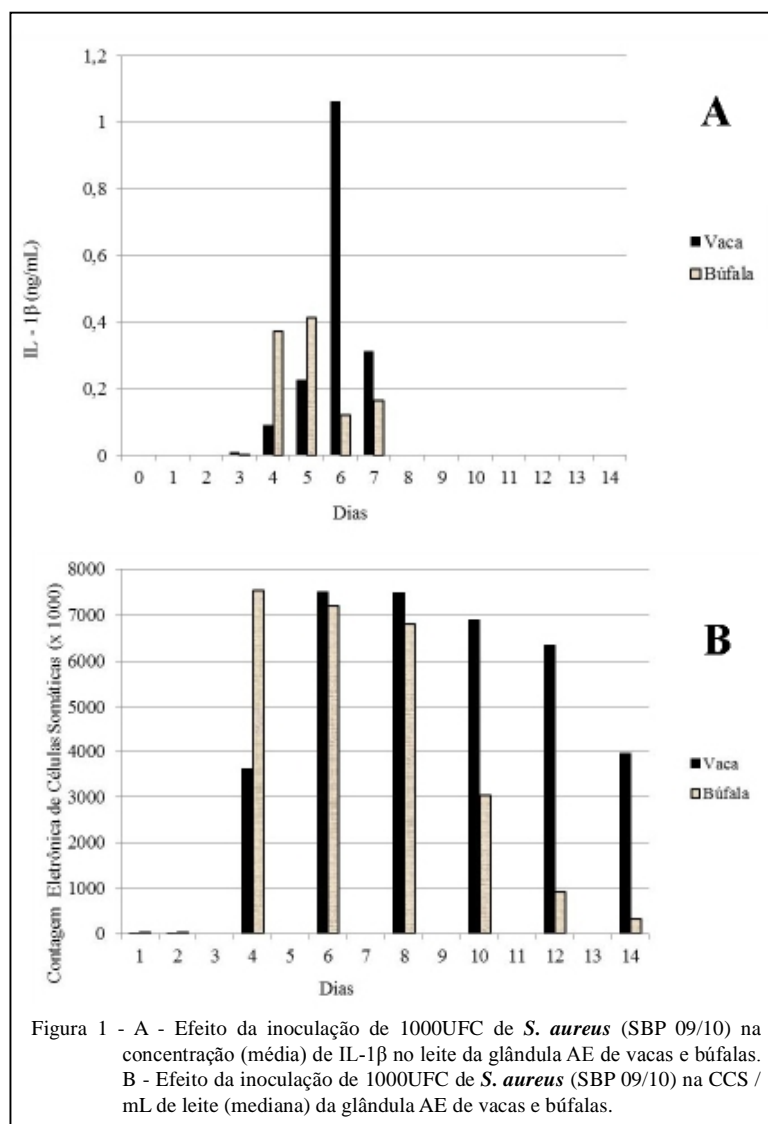 1,2
1
0,8
0,6
0,4
0,2
0
IL - 1β (ng/mL)
0 1 2 3 4 5 6 7 8 9 10 11 12 13 14
Dias
A
Vaca
Búfala
8000
7000
6000
5000
4000
3000
2000
1000
0
Contagem Eletrônica de Células Somáticas (x 1000)
1 2 3 4 5 6 7 8 9 10 11 12 13 14
Dias
B
Vaca
Búfala
Figura 1 - A - Efeito da inoculação de 1000UFC de S. aureus (SBP 09/10) na
concentração (média) de IL-1β no leite da glândula AE de vacas e búfalas.
B - Efeito da inoculação de 1000UFC de S. aureus (SBP 09/10) na CCS /
mL de leite (mediana) da glândula AE de vacas e búfalas.